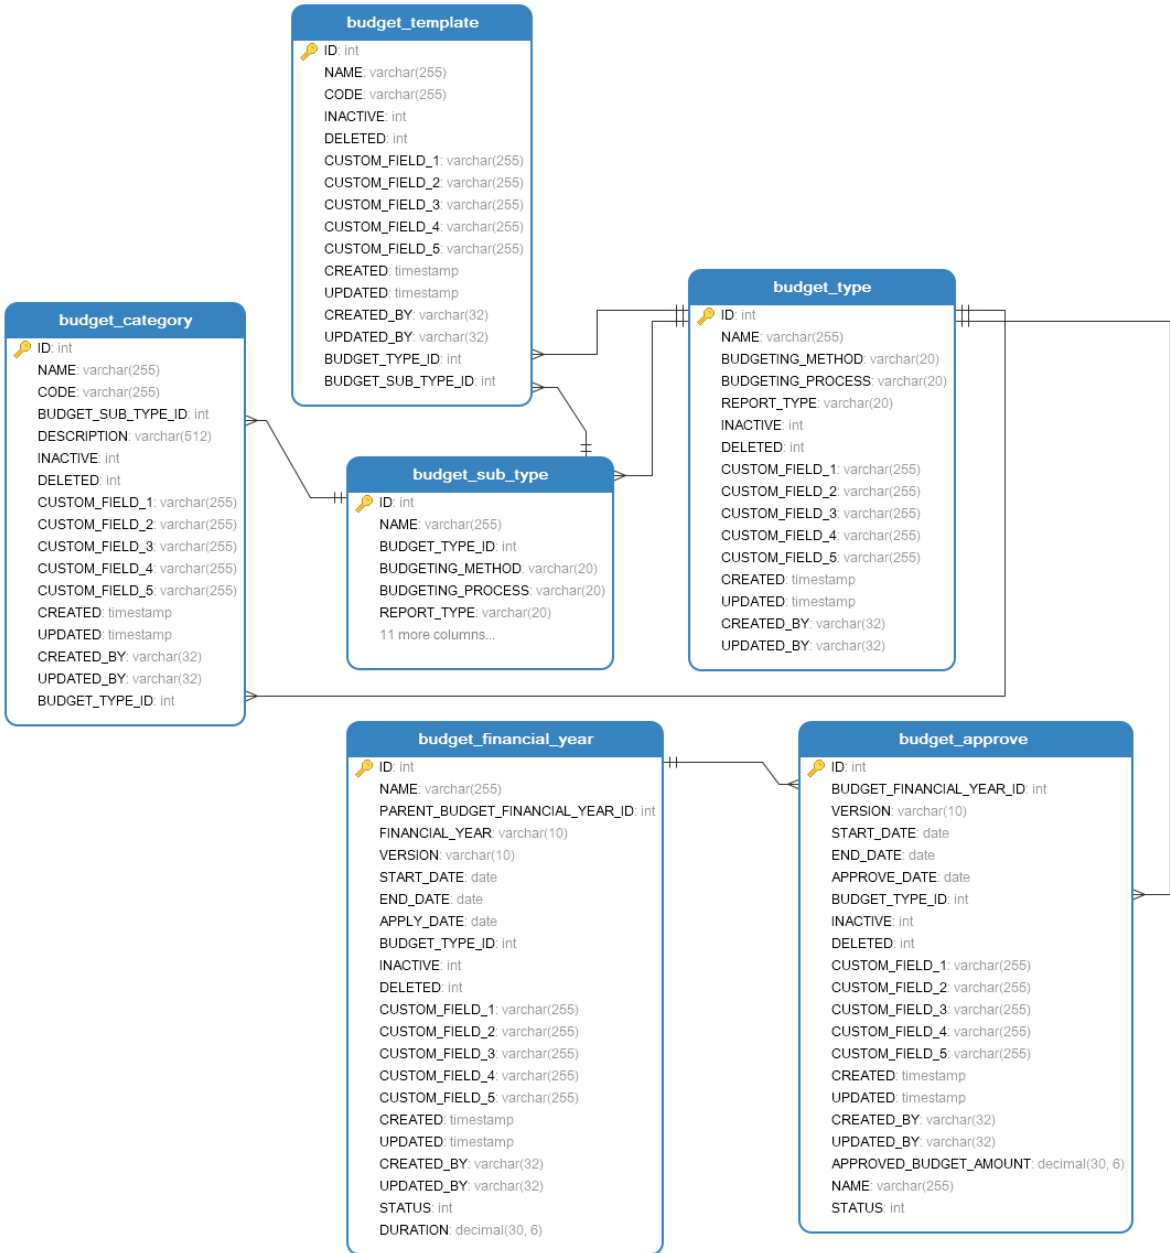 budget_template
ID: int
NAME: varchar(255)
CODE: varchar(255)
INACTIVE: int
DELETED: int
CUSTOM_FIELD_1: varchar(255)
CUSTOM_FIELD_2: varchar(255)
CUSTOM_FIELD_3: varchar(255)
CUSTOM_FIELD_4: varchar(255)
CUSTOM_FIELD_5: varchar(255)
CREATED: timestamp
UPDATED: timestamp
CREATED_BY: varchar(32)
UPDATED_BY: varchar(32)
BUDGET_TYPE_ID: int
BUDGET_SUB_TYPE_ID: int
budget_type
ID: int
NAME: varchar(255)
BUDGETING_METHOD: varchar(20)
BUDGETING_PROCESS: varchar(20)
REPORT_TYPE: varchar(20)
INACTIVE: int
DELETED: int
CUSTOM_FIELD_1: varchar(255)
CUSTOM_FIELD_2: varchar(255)
CUSTOM_FIELD_3: varchar(255)
CUSTOM_FIELD_4: varchar(255)
CUSTOM_FIELD_5: varchar(255)
CREATED: timestamp
UPDATED: timestamp
CREATED_BY: varchar(32)
UPDATED_BY: varchar(32)
budget_category
ID: int
NAME: varchar(255)
CODE: varchar(255)
BUDGET_SUB_TYPE_ID: int
DESCRIPTION: varchar(512)
INACTIVE: int
DELETED: int
CUSTOM_FIELD_1: varchar(255)
CUSTOM_FIELD_2: varchar(255)
CUSTOM_FIELD_3: varchar(255)
CUSTOM_FIELD_4: varchar(255)
CUSTOM_FIELD_5: varchar(255)
CREATED: timestamp
UPDATED: timestamp
CREATED_BY: varchar(32)
UPDATED_BY: varchar(32)
BUDGET_TYPE_ID: int
budget_sub_type
ID: int
NAME: varchar(255)
BUDGET_TYPE_ID: int
BUDGETING_METHOD: varchar(20)
BUDGETING_PROCESS: varchar(20)
REPORT_TYPE: varchar(20)
11 more columns...
budget_financial_year
ID: int
NAME: varchar(255)
PARENT_BUDGET_FINANCIAL_YEAR_ID: int
FINANCIAL_YEAR: varchar(10)
VERSION: varchar(10)
START_DATE: date
END_DATE: date
APPLY_DATE: date
BUDGET_TYPE_ID: int
INACTIVE: int
DELETED: int
CUSTOM_FIELD_1: varchar(255)
CUSTOM_FIELD_2: varchar(255)
CUSTOM_FIELD_3: varchar(255)
CUSTOM_FIELD_4: varchar(255)
CUSTOM_FIELD_5: varchar(255)
CREATED: timestamp
UPDATED: timestamp
CREATED_BY: varchar(32)
UPDATED_BY: varchar(32)
STATUS: int
DURATION: decimal(30, 6)
budget_approve
ID: int
BUDGET_FINANCIAL_YEAR_ID: int
VERSION: varchar(10)
START_DATE: date
END_DATE: date
APPROVE_DATE: date
BUDGET_TYPE_ID: int
INACTIVE: int
DELETED: int
CUSTOM_FIELD_1: varchar(255)
CUSTOM_FIELD_2: varchar(255)
CUSTOM_FIELD_3: varchar(255)
CUSTOM_FIELD_4: varchar(255)
CUSTOM_FIELD_5: varchar(255)
CREATED: timestamp
UPDATED: timestamp
CREATED_BY: varchar(32)
UPDATED_BY: varchar(32)
APPROVED_BUDGET_AMOUNT: decimal(30, 6)
NAME: varchar(255)
STATUS: int